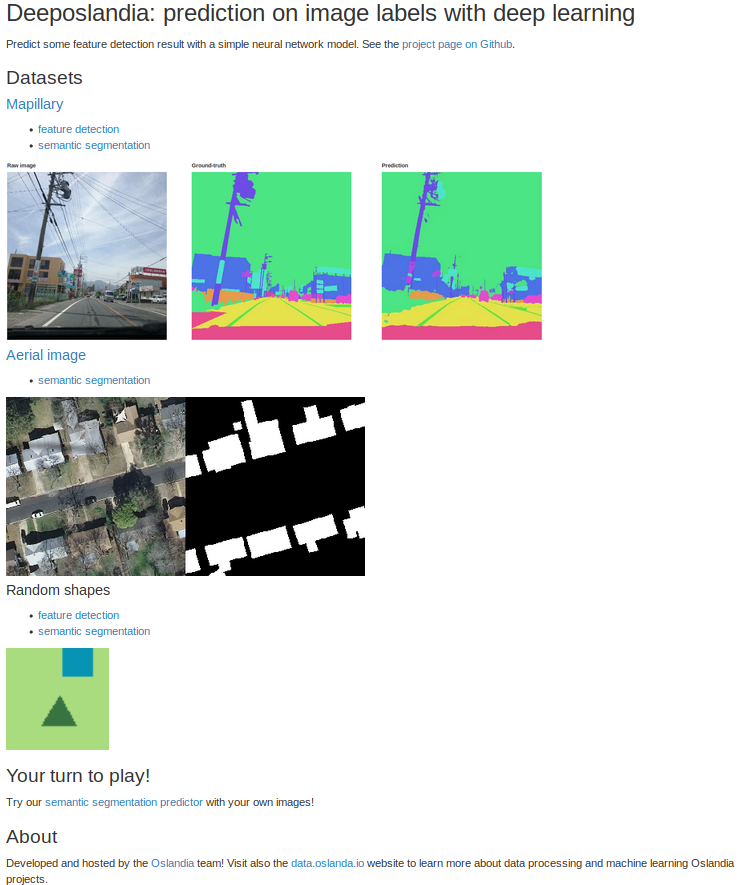 Deeposlandia: prediction on image labels with deep learning
Predict some feature detection result with a simple neural network model. See the project page on Github.
Datasets
Mapillary
• feature detection
• semantic segmentation
Raw image Ground-truth Prediction
Aerial image
• semantic segmentation
Random shapes
• feature detection
• semantic segmentation
Your turn to play!
Try our semantic segmentation predictor with your own images!
About
Developed and hosted by the Oslandia team! Visit also the data.oslanda.io website to learn more about data processing and machine learning Oslandia
projects.